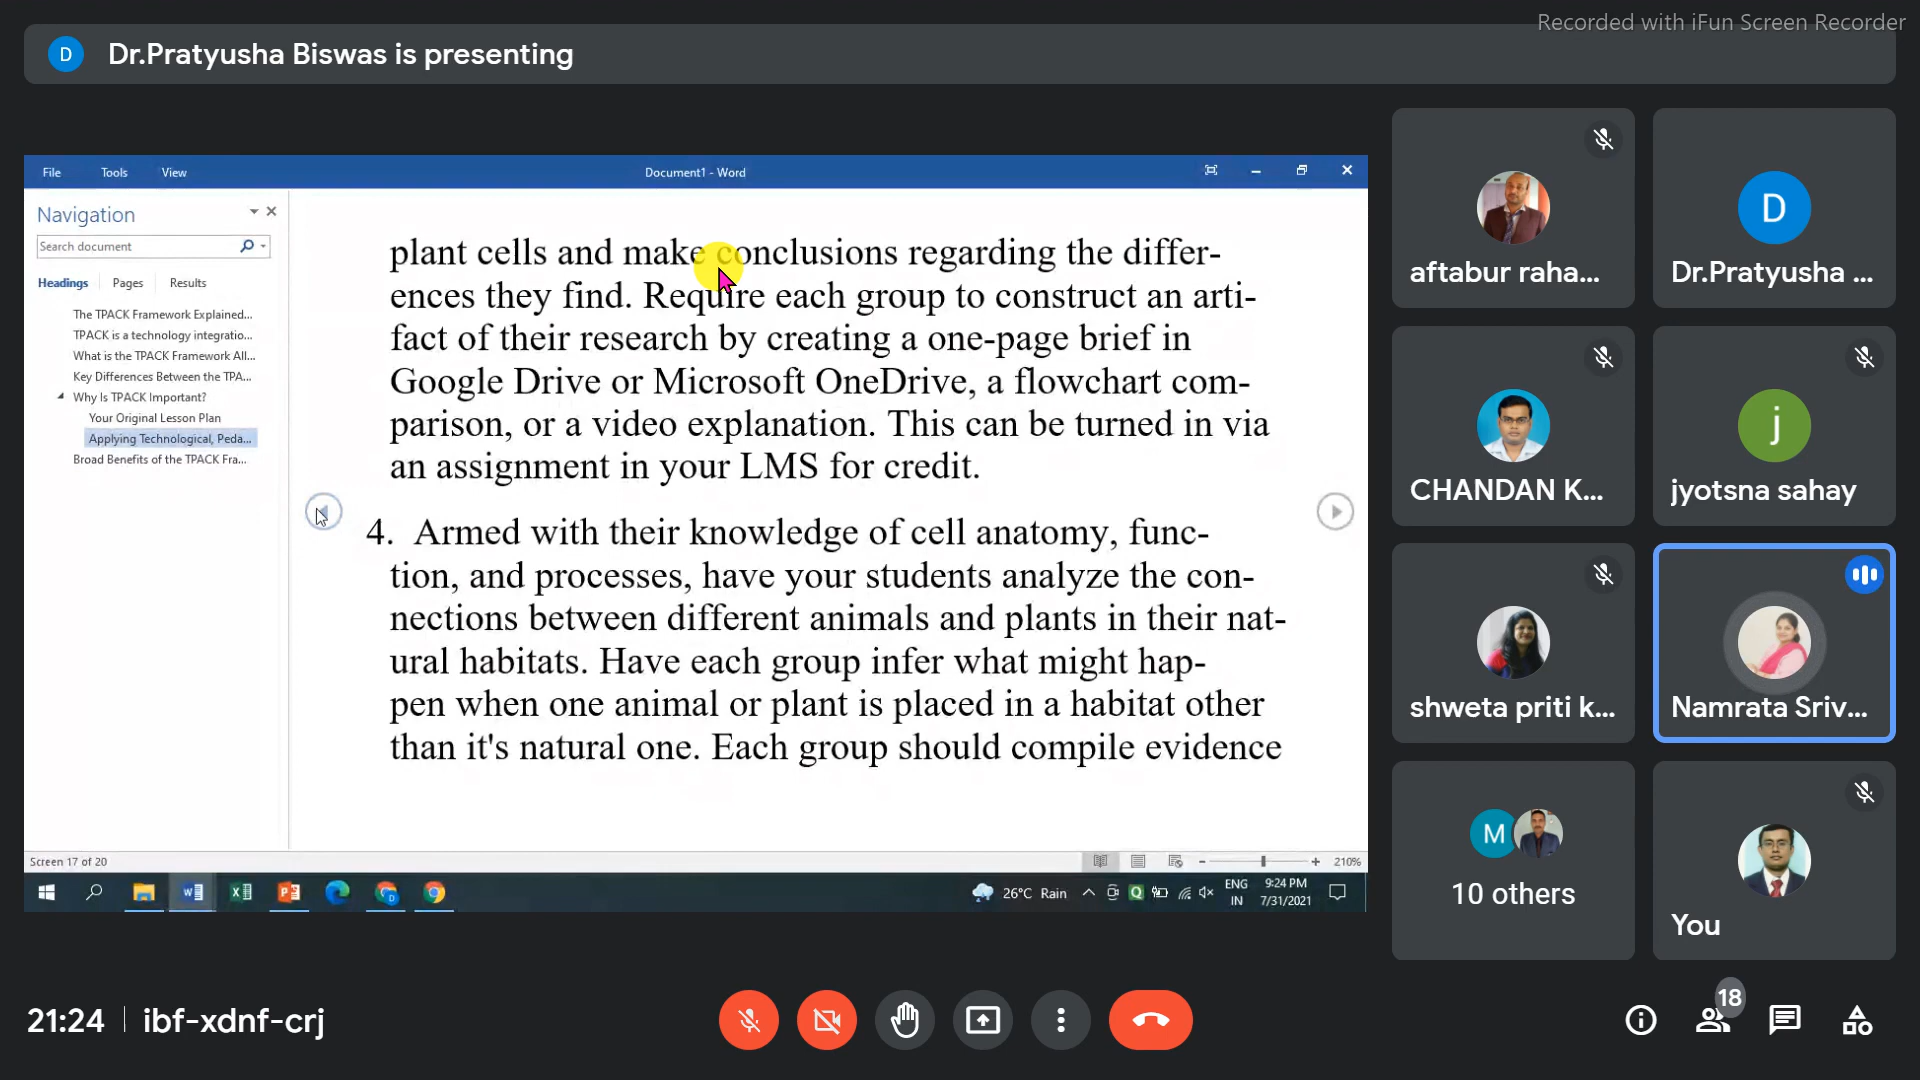 Recorded with iFun Screen Recorder
D Dr.Pratyusha Biswas is presenting
File Tools View Document1 - Word
Navigation
Search document
Headings Pages Results
The TPACK Framework Explained...
TPACK is a technology integratio...
What is the TPACK Framework All...
Key Differences Between the TPA...
Why Is TPACK Important?
Your Original Lesson Plan
Applying Technological, Peda...
Broad Benefits of the TPACK Fra...
plant cells and make conclusions regarding the differ-
ences they find. Require each group to construct an arti-
fact of their research by creating a one-page brief in
Google Drive or Microsoft OneDrive, a flowchart com-
parison, or a video explanation. This can be turned in via
an assignment in your LMS for credit.
4. Armed with their knowledge of cell anatomy, func-
tion, and processes, have your students analyze the con-
nections between different animals and plants in their nat-
ural habitats. Have each group infer what might hap-
pen when one animal or plant is placed in a habitat other
than it's natural one. Each group should compile evidence
Screen 17 of 20
210%
26°C Rain
ENG
IN
9:24 PM
7/31/2021
aftabur raha...
D
Dr.Pratyusha ...
CHANDAN K...
j
jyotsna sahay
shweta priti k...
Namrata Sriv...
M
10 others
You
21:24 ibf-xdnf-crj
18